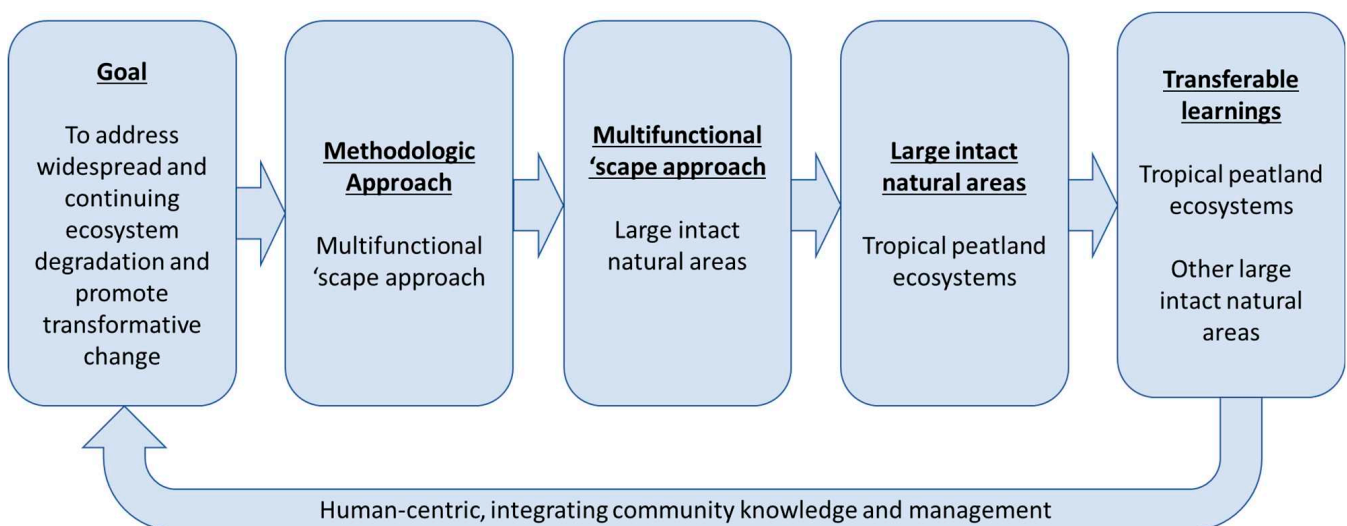 Goal
To address
widespread and
continuing
ecosystem
degradation and
promote
transformative
change
Methodologic
Approach
Multifunctional
‘scape approach
Multifunctional
‘scape approach
Large intact
natural areas
Large intact
natural areas
Tropical peatland
ecosystems
Transferable
learnings
Tropical peatland
ecosystems
Other large
intact natural
areas
Human-centric, integrating community knowledge and management